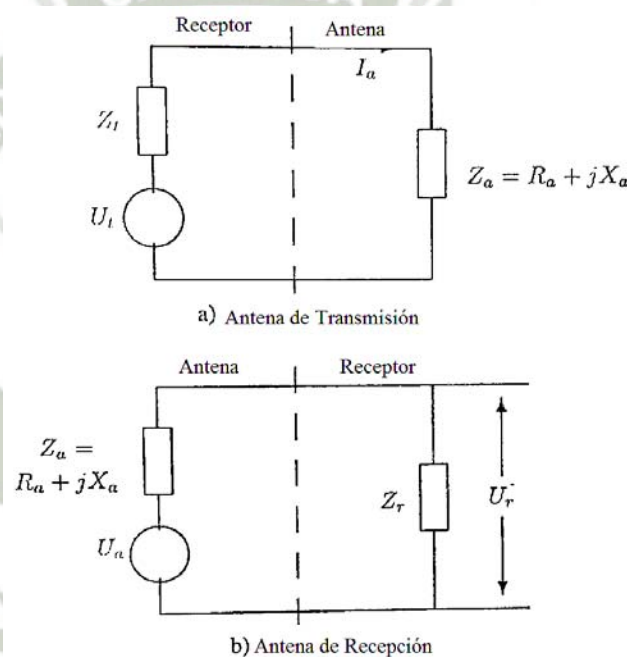 Receptor Antena
I_a
Z_t
U_t
Z_a = R_a + jX_a
a) Antena de Transmisión
Antena Receptor
Z_a =
R_a + jX_a
U_a
Z_r
U_r
b) Antena de Recepción